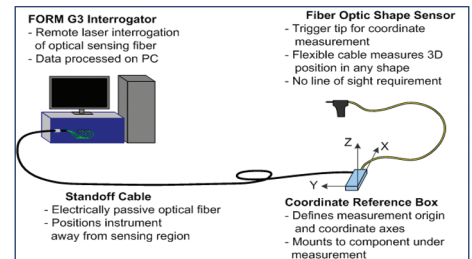 FORM G3 Interrogator
- Remote laser interrogation
of optical sensing fiber
- Data processed on PC
Fiber Optic Shape Sensor
- Trigger tip for coordinate
measurement
- Flexible cable measures 3D
position in any shape
- No line of sight requirement
Z
X
Y
Standoff Cable
- Electrically passive optical fiber
- Positions instrument
away from sensing region
Coordinate Reference Box
- Defines measurement origin
and coordinate axes
- Mounts to component under
measurement